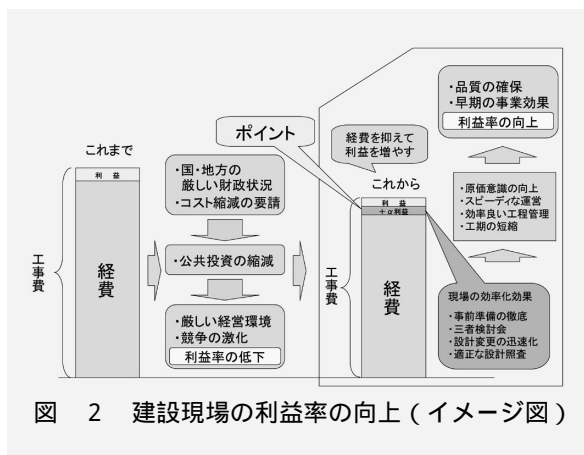 これまで
利　益
経費
工事費
・国・地方の
厳しい財政状況
・コスト縮減の要請
・公共投資の縮減
・厳しい経営環境
・競争の激化
利益率の低下
ポイント
経費を抑えて
利益を増やす
これから
利　益
＋α利益
経費
工事費
・品質の確保
・早期の事業効果
利益率の向上
・原価意識の向上
・スピーディな運営
・効率良い工程管理
・工期の短縮
現場の効率化効果
・事前準備の徹底
・三者検討会
・設計変更の迅速化
・適正な設計照査
図　2　建設現場の利益率の向上（イメージ図）